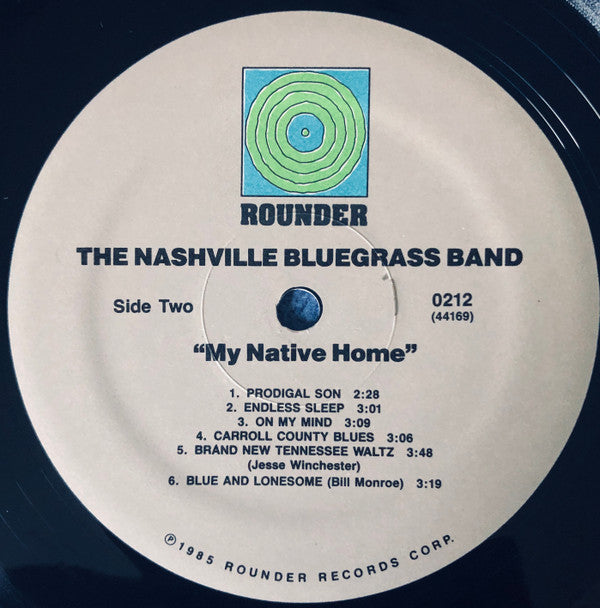 ROUNDER
THE NASHVILLE BLUEGRASS BAND
Side Two
0212
(44169)
“My Native Home”
1. PRODIGAL SON 2:28
2. ENDLESS SLEEP 3:01
3. ON MY MIND 3:09
4. CARROLL COUNTY BLUES 3:06
5. BRAND NEW TENNESSEE WALTZ 3:48
(Jesse Winchester)
6. BLUE AND LONESOME (Bill Monroe) 3:19
℗1985 ROUNDER RECORDS CORP.